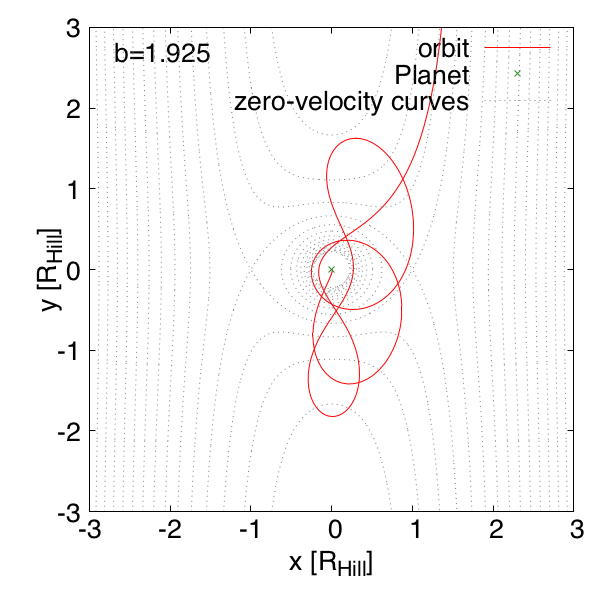 b=1.925
orbit
Planet
zero-velocity curves
3
2
1
0
-1
-2
-3
y [R_Hill]
-3 -2 -1 0 1 2 3
x [R_Hill]